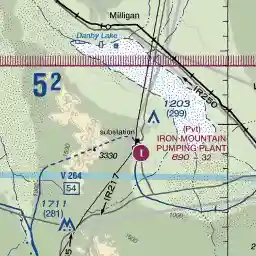 Milligan
Danby Lake
5²
IR250
1203
(299)
(Pvt)
substation
IRON MOUNTAIN
PUMPING PLANT
3330
890 - 32
V 264
54
IR217
1711
(281)